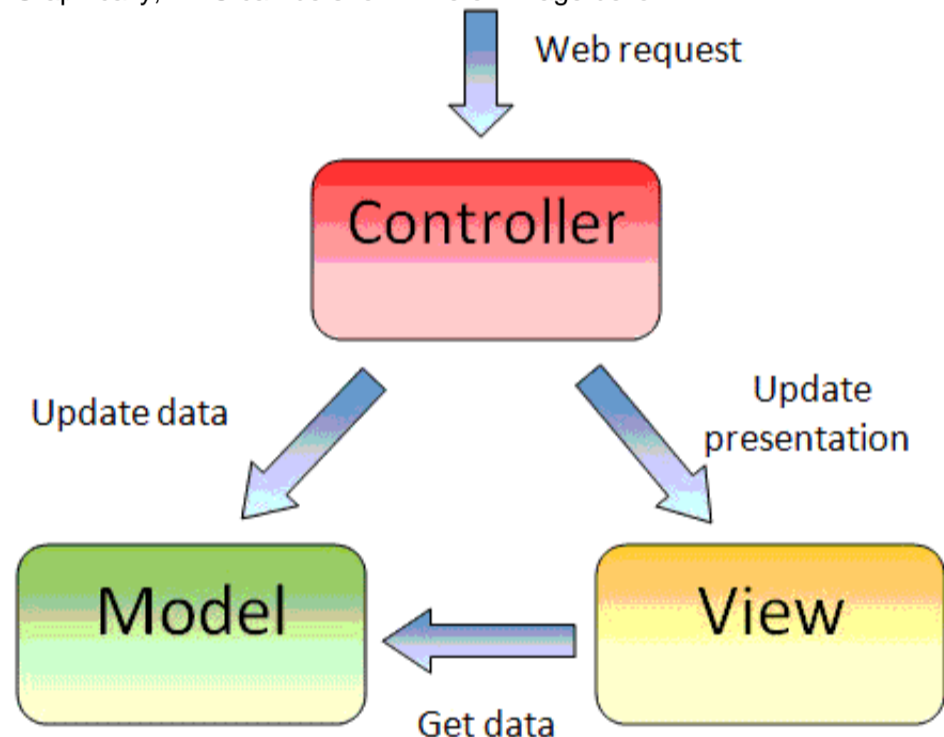 Web request
Controller
Update data
Update
presentation
Model
View
Get data